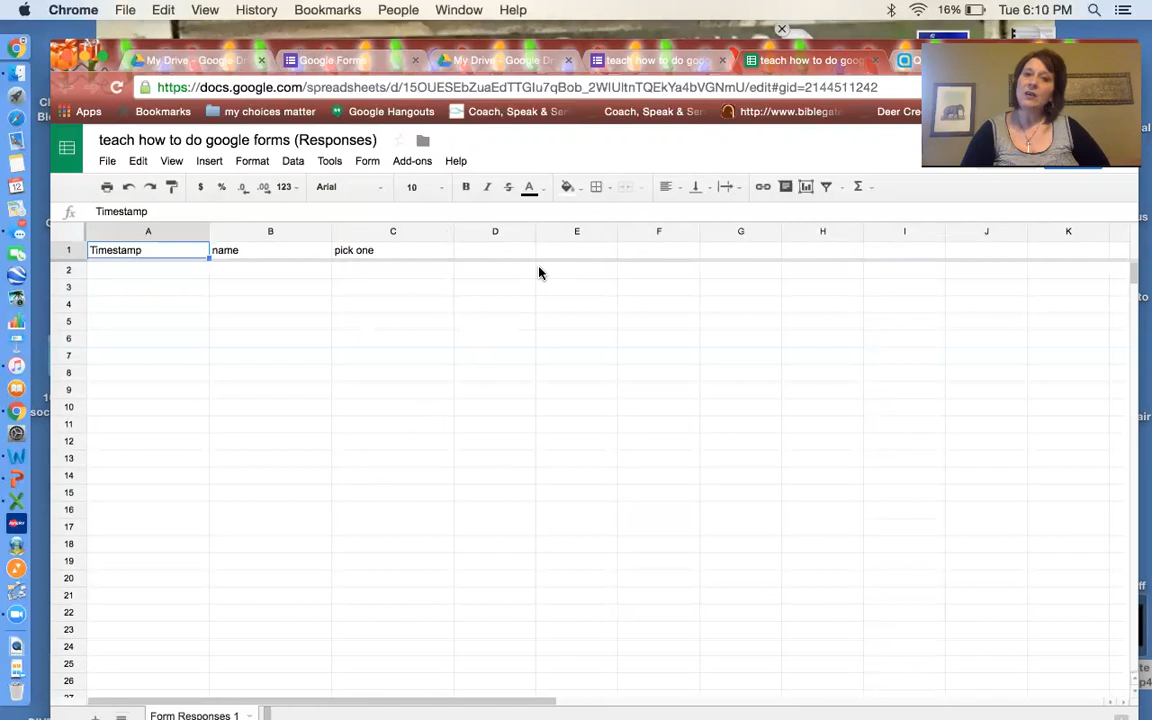 Chrome File Edit View History Bookmarks People Window Help 16% Tue 6:10 PM
My Drive - Google Dr Google Forms My Drive - Google Dr teach how to do goog teach how to do goog
https://docs.google.com/spreadsheets/d/15OUESEbZuaEdTTGIu7qBob_2WIUltnTQEkYa4bVGNmU/edit#gid=2144511242
Apps Bookmarks my choices matter Google Hangouts Coach, Speak & Se Coach, Speak & Se http://www.biblegat Deer Cree
teach how to do google forms (Responses)
File Edit View Insert Format Data Tools Form Add-ons Help
$ % .0 .00 123 Arial 10 B I S A Σ
fx Timestamp
A B C D E F G H I J K
1 Timestamp name pick one
2
3
4
5
6
7
8
9
10
11
12
13
14
15
16
17
18
19
20
21
22
23
24
25
26
27
Form Responses 1